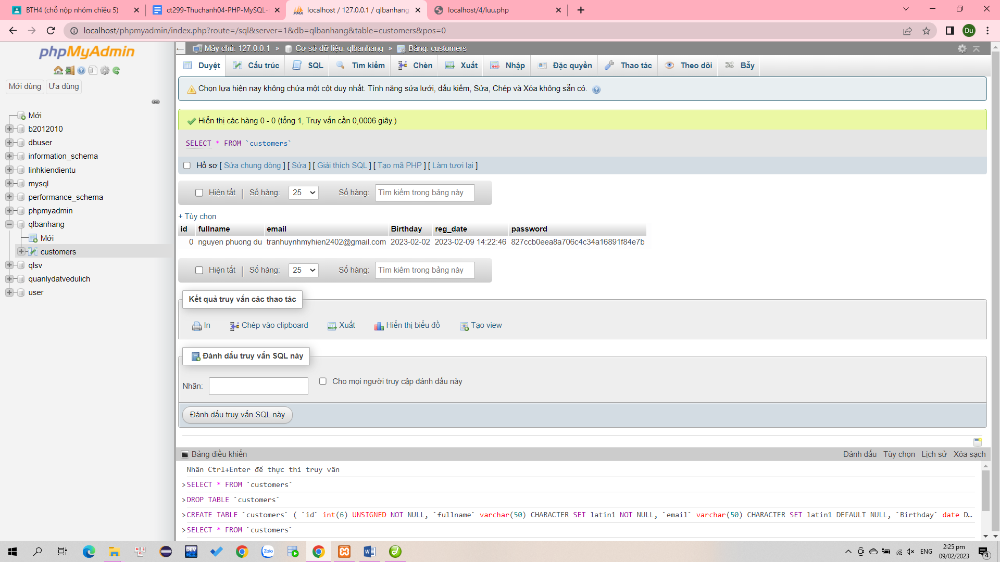 BTH4 (chỗ nộp nhóm chiều 5)
ct299-Thuchanh04-PHP-MySQL-
localhost / 127.0.0.1 / qlbanhang
localhost/4/luu.php
localhost/phpmyadmin/index.php?route=/sql&server=1&db=qlbanhang&table=customers&pos=0
Du
phpMyAdmin
Mới dùng
Ưa dùng
Mới
b2012010
dbuser
information_schema
linhkiendientu
mysql
performance_schema
phpmyadmin
qlbanhang
Mới
customers
qlsv
quanlydatvedulich
user
Máy chủ: 127.0.0.1 » Cơ sở dữ liệu: qlbanhang » Bảng: customers
Duyệt Cấu trúc SQL Tìm kiếm Chèn Xuất Nhập Đặc quyền Thao tác Theo dõi Bẫy
Chọn lựa hiện nay không chứa một cột duy nhất. Tính năng sửa lưới, dấu kiểm, Sửa, Chép và Xóa không sẵn có.
Hiển thị các hàng 0 - 0 (tổng 1, Truy vấn cần 0,0006 giây.)
SELECT * FROM `customers`
Hồ sơ [ Sửa chung dòng ] [ Sửa ] [ Giải thích SQL ] [ Tạo mã PHP ] [ Làm tươi lại ]
Hiện tất | Số hàng: 25 Số hàng: Tìm kiếm trong bảng này
+ Tùy chọn
id fullname email Birthday reg_date password
0 nguyen phuong du tranhuynhmyhien2402@gmail.com 2023-02-02 2023-02-09 14:22:46 827ccb0eea8a706c4c34a16891f84e7b
Hiện tất | Số hàng: 25 Số hàng: Tìm kiếm trong bảng này
Kết quả truy vấn các thao tác
In Chép vào clipboard Xuất Hiển thị biểu đồ Tạo view
Đánh dấu truy vấn SQL này
Nhãn: Cho mọi người truy cập đánh dấu này
Đánh dấu truy vấn SQL này
Bảng điều khiển Đánh dấu Tùy chọn Lịch sử Xóa sạch
Nhấn Ctrl+Enter để thực thi truy vấn
>SELECT * FROM `customers`
>DROP TABLE `customers`
>CREATE TABLE `customers` ( `id` int(6) UNSIGNED NOT NULL, `fullname` varchar(50) CHARACTER SET latin1 NOT NULL, `email` varchar(50) CHARACTER SET latin1 DEFAULT NULL, `Birthday` date D…
>SELECT * FROM `customers`
DEV
Zalo
ENG
2:25 pm
09/02/2023
4